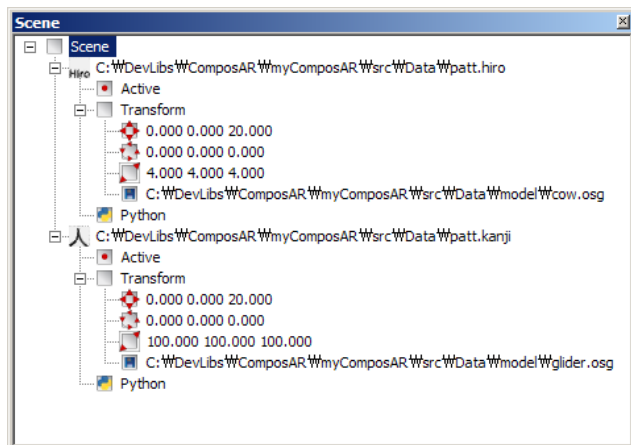 Scene
Scene
Hiro C:₩DevLibs₩ComposAR₩myComposAR₩src₩Data₩patt.hiro
Active
Transform
0.000 0.000 20.000
0.000 0.000 0.000
4.000 4.000 4.000
C:₩DevLibs₩ComposAR₩myComposAR₩src₩Data₩model₩cow.osg
Python
人 C:₩DevLibs₩ComposAR₩myComposAR₩src₩Data₩patt.kanji
Active
Transform
0.000 0.000 20.000
0.000 0.000 0.000
100.000 100.000 100.000
C:₩DevLibs₩ComposAR₩myComposAR₩src₩Data₩model₩glider.osg
Python